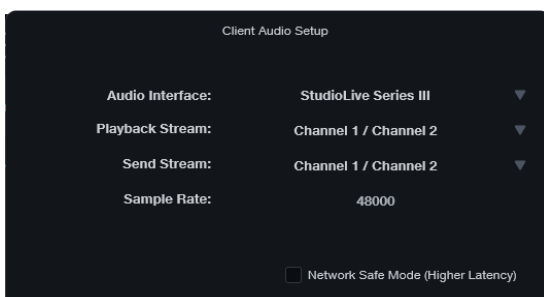 Client Audio Setup
Audio Interface: StudioLive Series III
Playback Stream: Channel 1 / Channel 2
Send Stream: Channel 1 / Channel 2
Sample Rate: 48000
Network Safe Mode (Higher Latency)